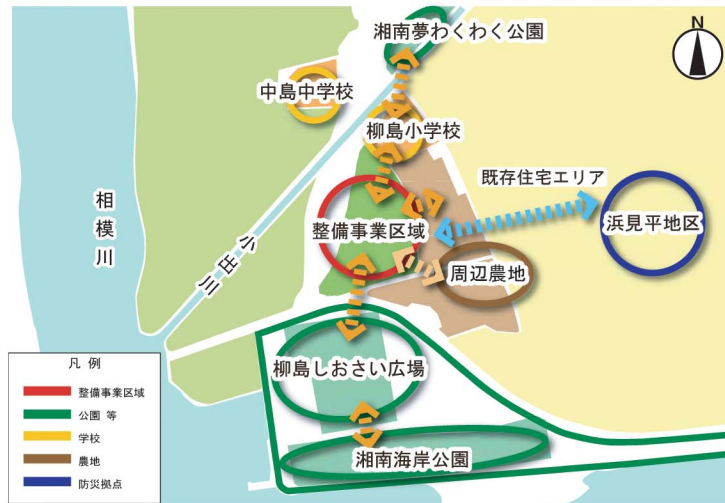 湘南夢わくわく公園
N
中島中学校
柳島小学校
既存住宅エリア
相模川
小出川
整備事業区域
浜見平地区
周辺農地
柳島しおさい広場
湘南海岸公園
凡 例
整備事業区域
公園 等
学校
農地
防災拠点